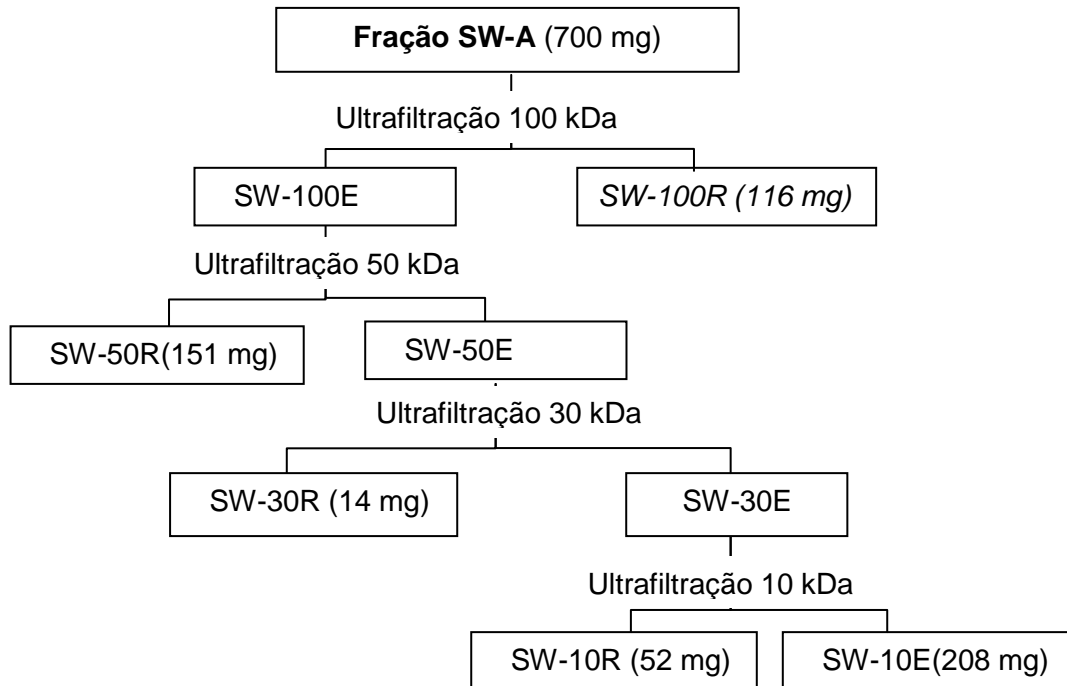 Fração SW-A (700 mg)
Ultrafiltração 100 kDa
SW-100E
SW-100R (116 mg)
Ultrafiltração 50 kDa
SW-50R(151 mg)
SW-50E
Ultrafiltração 30 kDa
SW-30R (14 mg)
SW-30E
Ultrafiltração 10 kDa
SW-10R (52 mg)
SW-10E(208 mg)